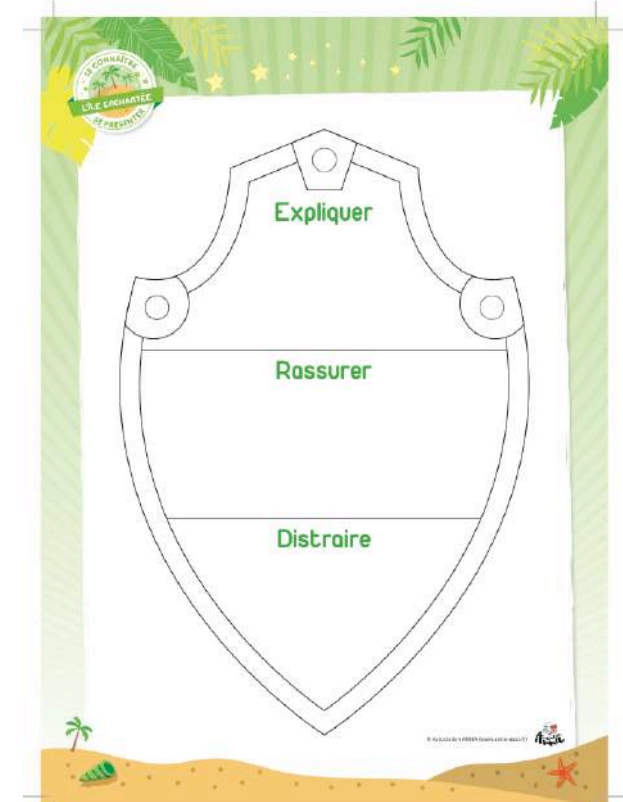 SE CONNAÎTRE
L'ÎLE ENCHANTÉE
SE PRÉSENTER
Expliquer
Rassurer
Distraire